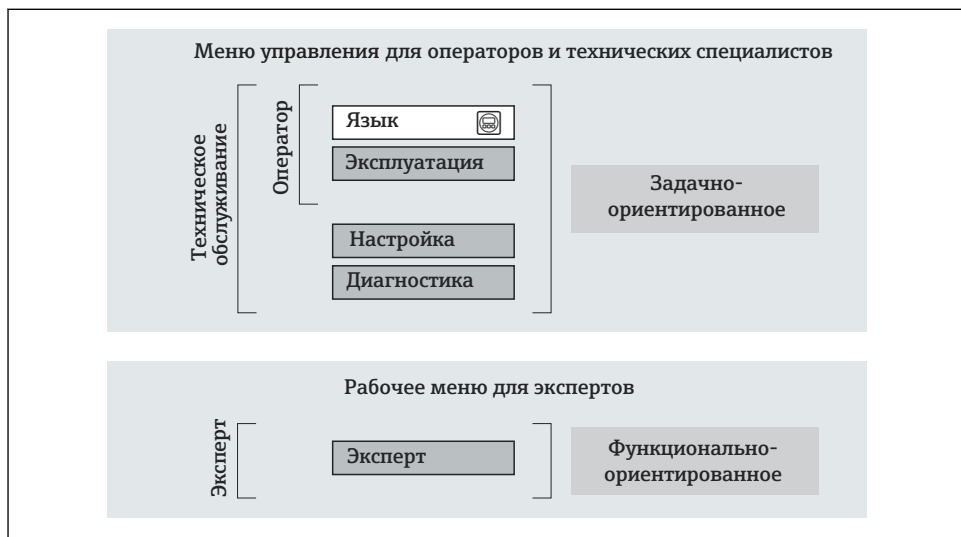 Меню управления для операторов и технических специалистов
Техническое
обслуживание
Оператор
Язык
Эксплуатация
Настройка
Диагностика
Задачно-
ориентированное
Рабочее меню для экспертов
Эксперт
Эксперт
Функционально-
ориентированное